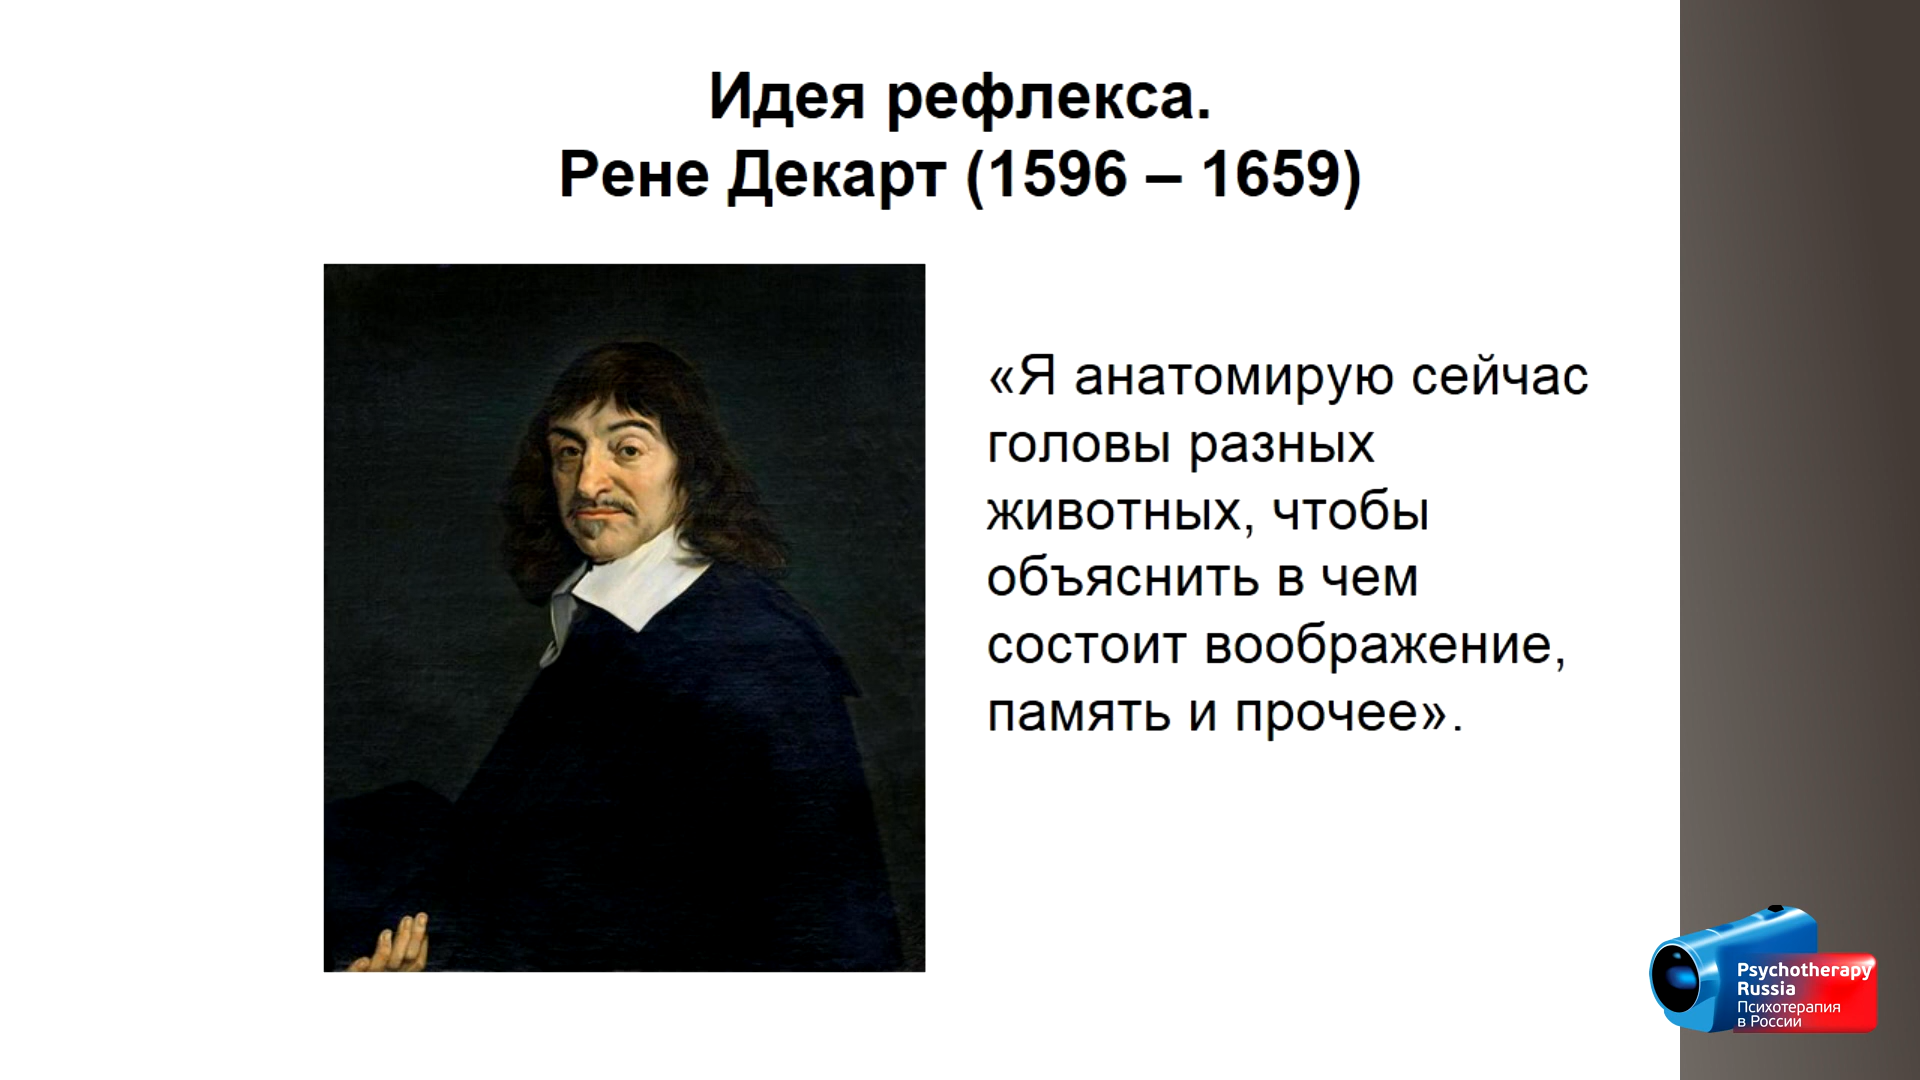 Идея рефлекса.
Рене Декарт (1596 – 1659)
«Я анатомирую сейчас
головы разных
животных, чтобы
объяснить в чем
состоит воображение,
память и прочее».
Psychotherapy
Russia
Психотерапия
в России